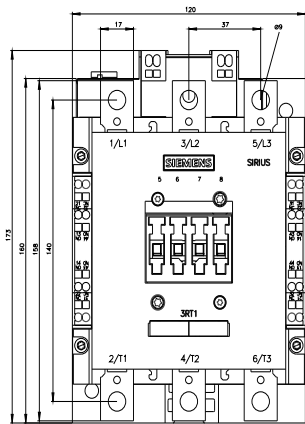 120
17
37
ø9
1/L1
3/L2
5/L3
SIEMENS
SIRIUS
5
6
7
8
173
160
158
140
3RT1
2/T1
4/T2
6/T3